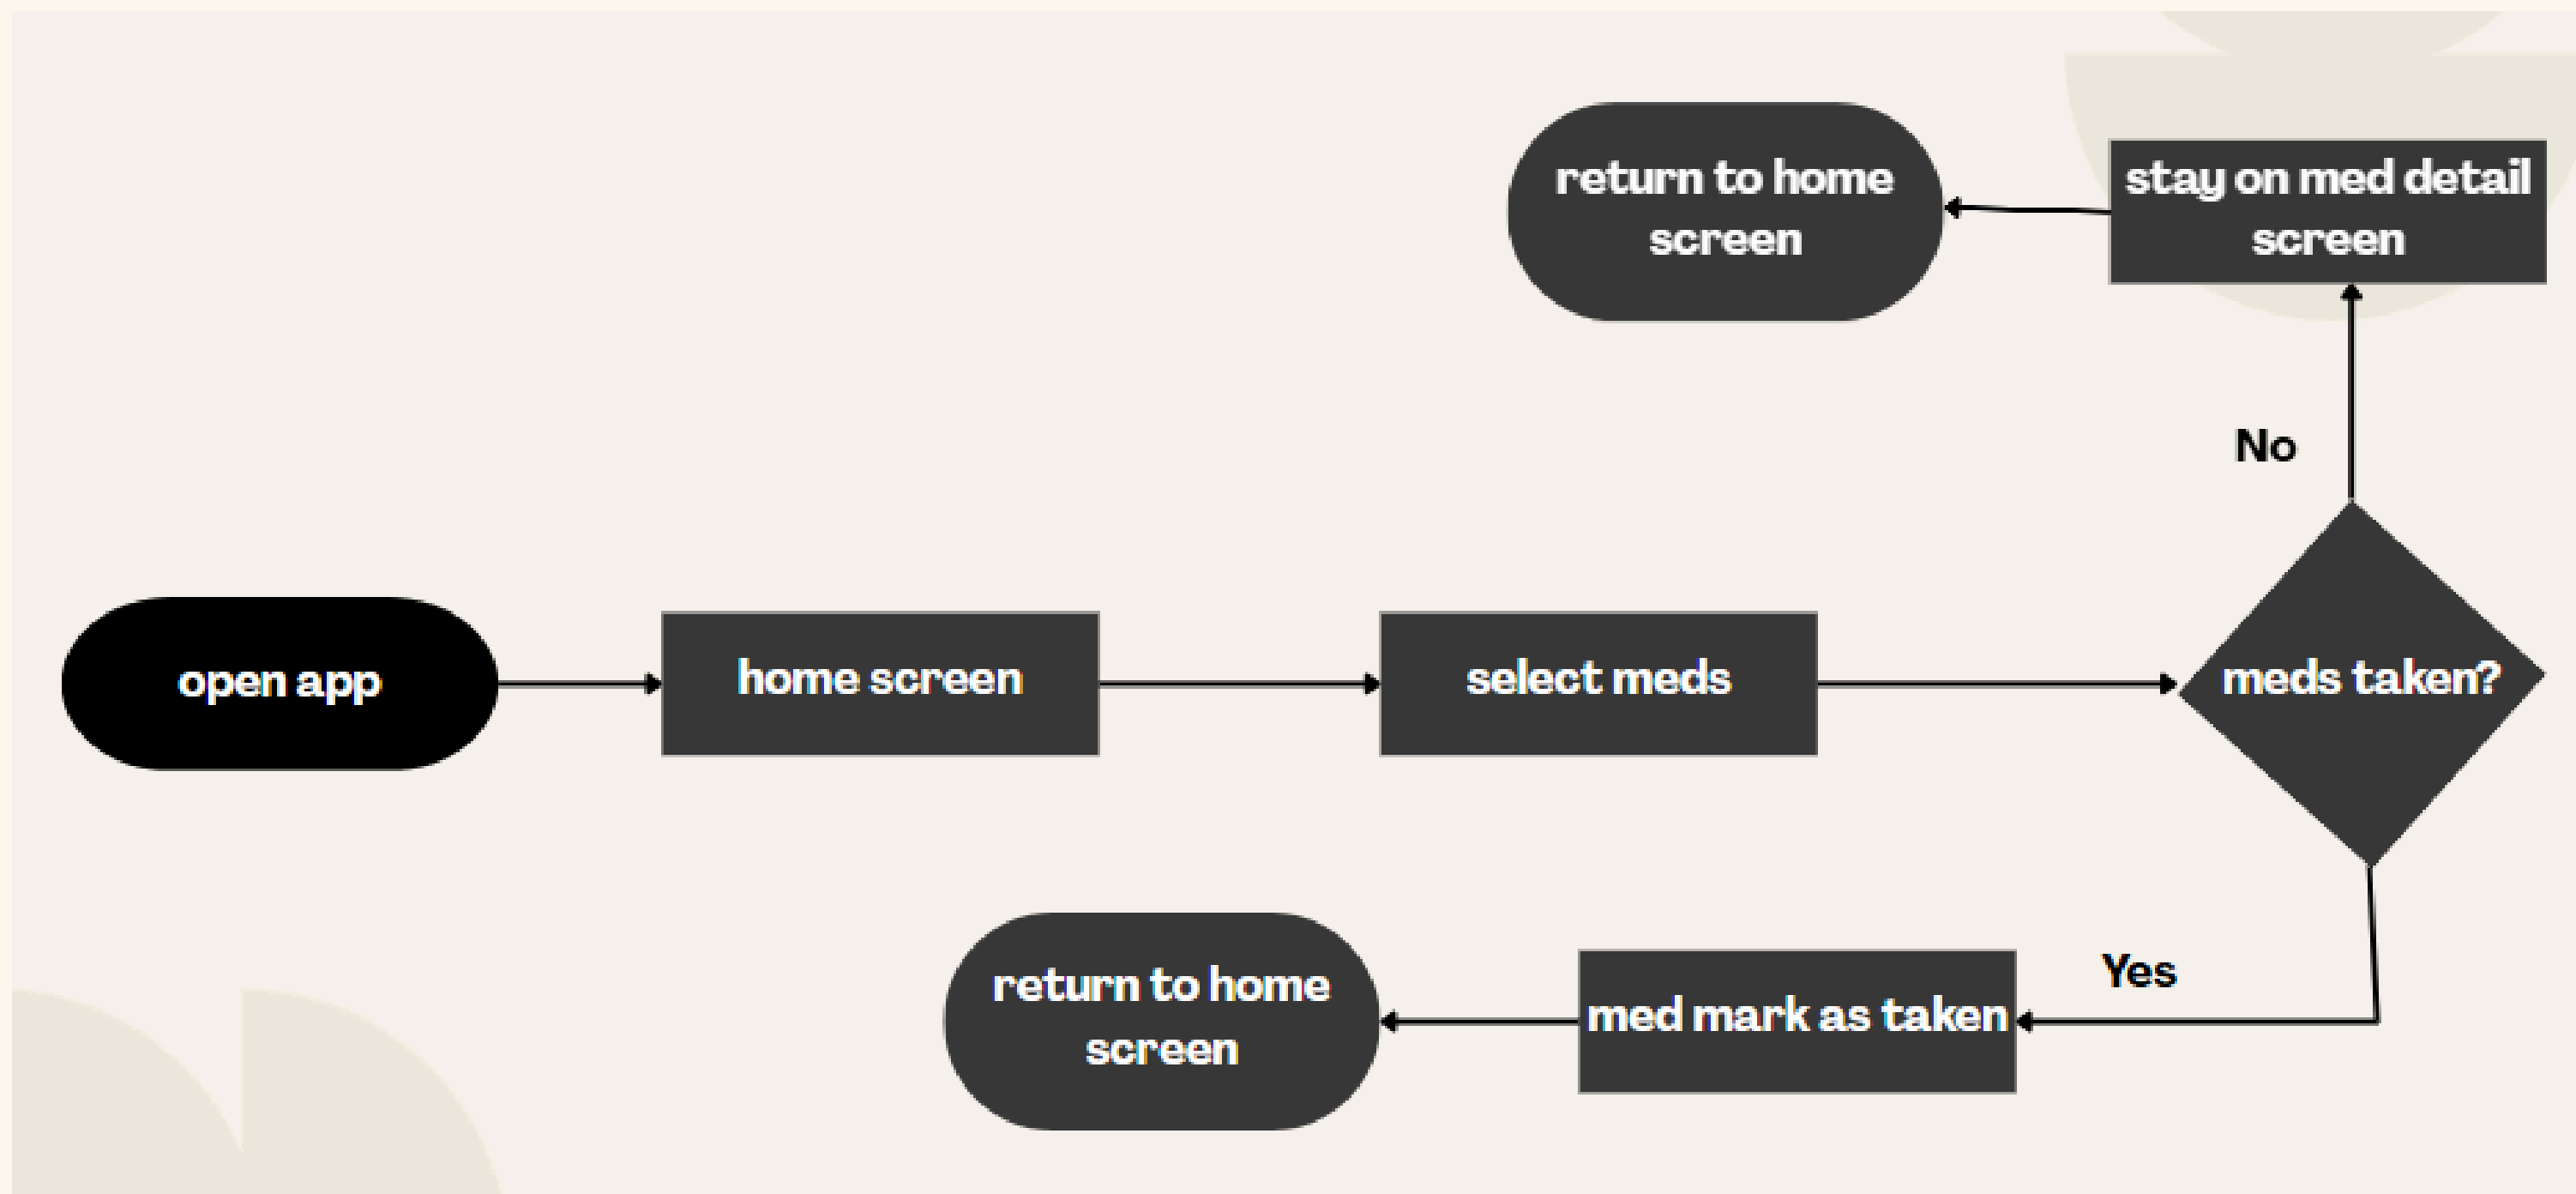 return to home
screen
stay on med detail
screen
No
open app
home screen
select meds
meds taken?
Yes
return to home
screen
med mark as taken